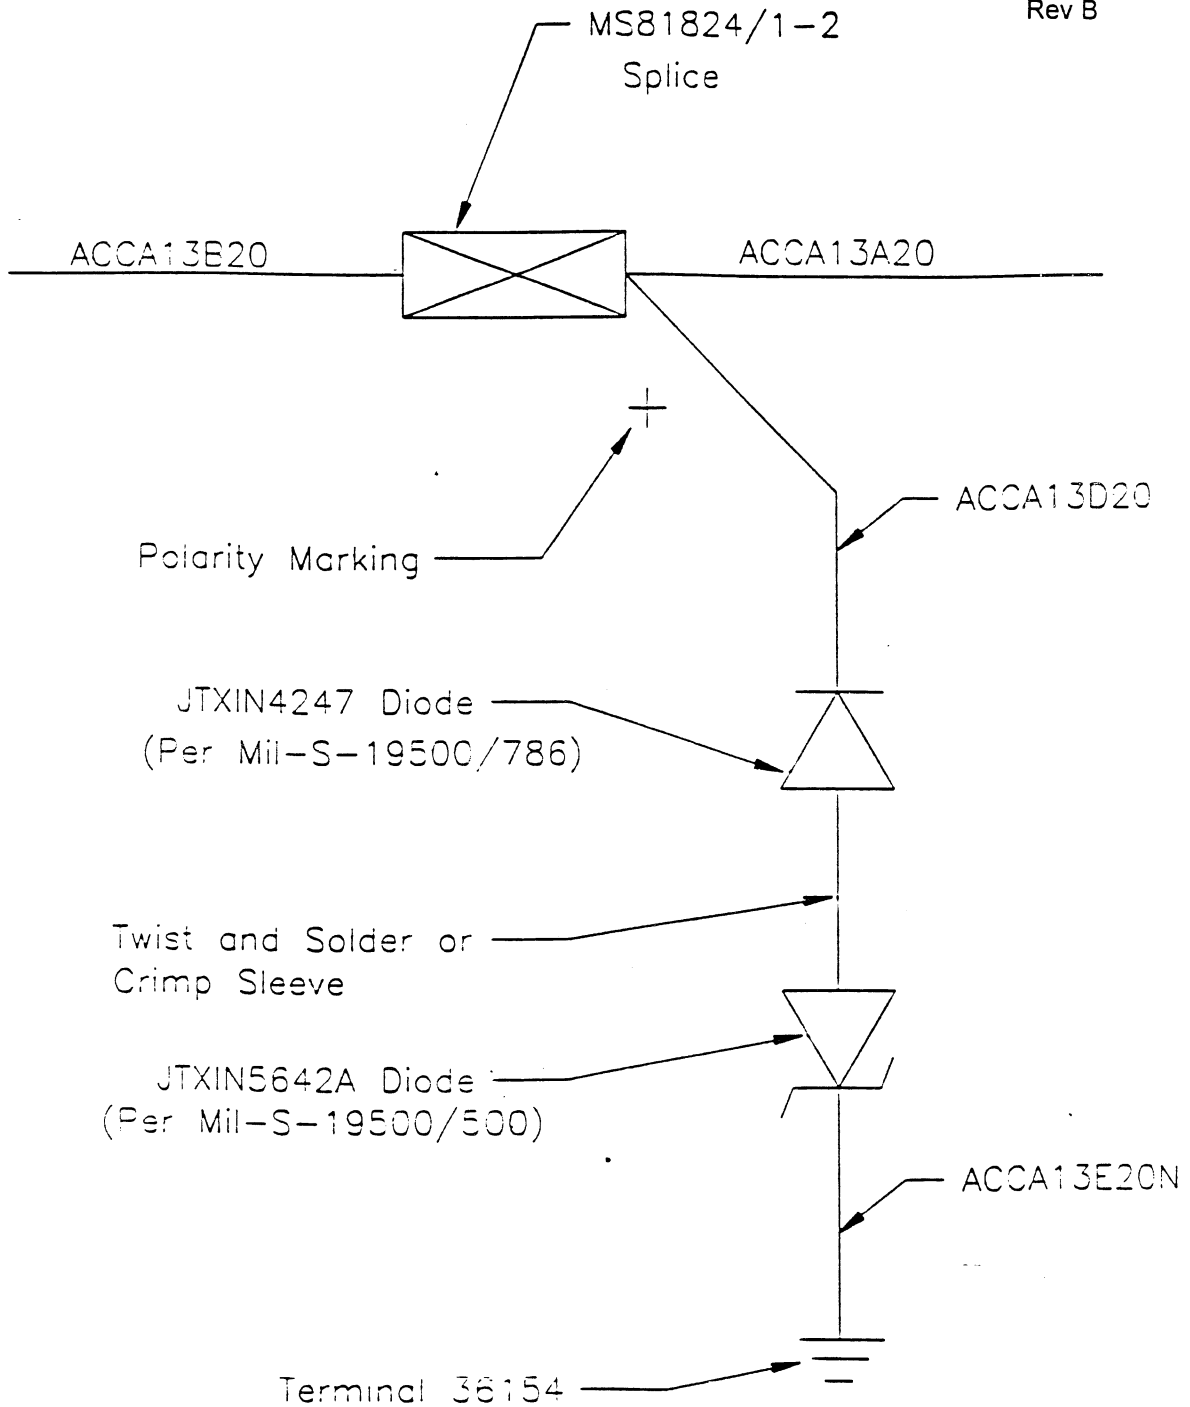 Rev B
MS81824/1-2
Splice
ACCA13B20
ACCA13A20
+
ACCA13D20
Polarity Marking
JTXIN4247 Diode
(Per Mil-S-19500/786)
Twist and Solder or
Crimp Sleeve
JTXIN5642A Diode
(Per Mil-S-19500/500)
ACCA13E20N
Terminal 36154